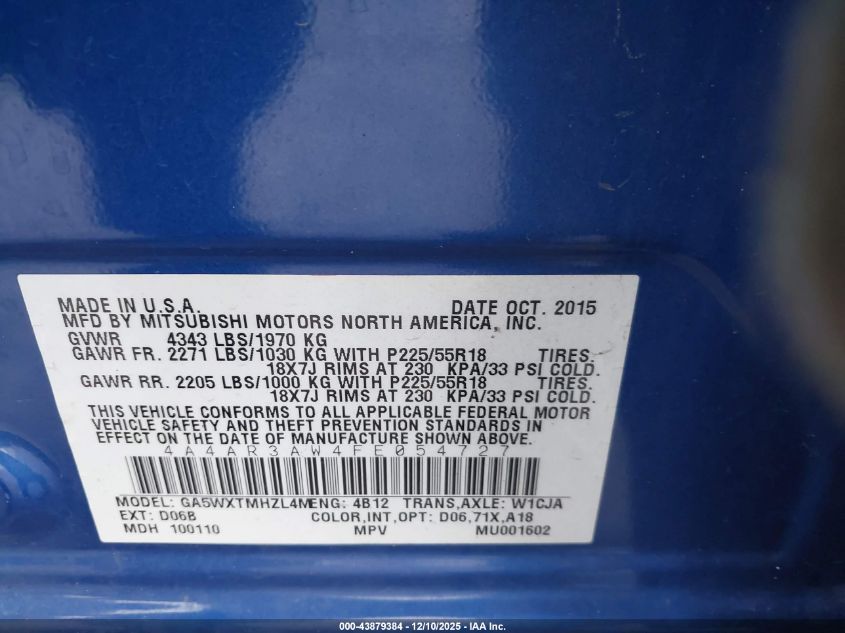 MADE IN U.S.A. DATE OCT. 2015
MFD BY MITSUBISHI MOTORS NORTH AMERICA, INC.
GVWR 4343 LBS/1970 KG
GAWR FR. 2271 LBS/1030 KG WITH P225/55R18 TIRES.
18X7J RIMS AT 230 KPA/33 PSI COLD.
GAWR RR. 2205 LBS/1000 KG WITH P225/55R18 TIRES.
18X7J RIMS AT 230 KPA/33 PSI COLD.
THIS VEHICLE CONFORMS TO ALL APPLICABLE FEDERAL MOTOR
VEHICLE SAFETY AND THEFT PREVENTION STANDARDS IN
EFFECT ON THE DATE OF MANUFACTURE SHOWN ABOVE.
4A4AR3AW4FE054727
MODEL: GA5WXTMHZL4M ENG: 4B12 TRANS,AXLE: W1CJA
EXT: D06B COLOR,INT,OPT: D06,71X,A18
MDH 100110 MPV MU001602
000-43879384 - 12/10/2025 - IAA Inc.